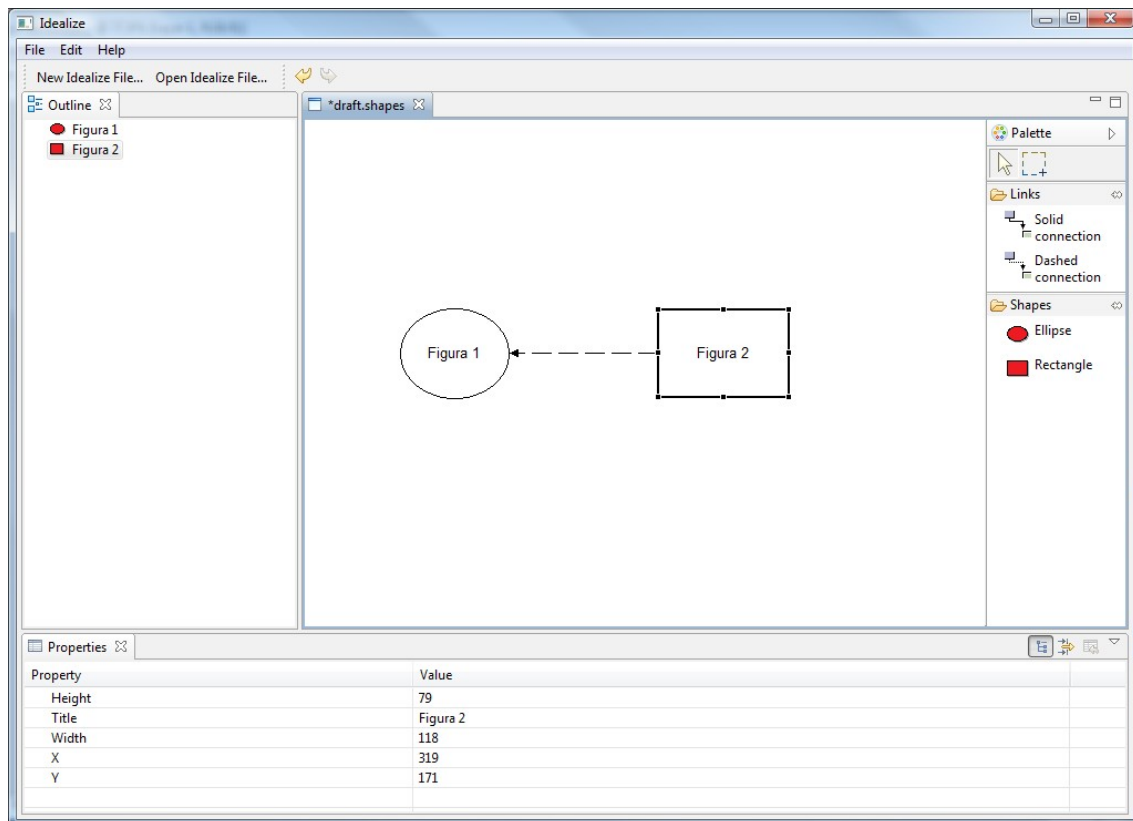 Idealize
File Edit Help
New Idealize File... Open Idealize File...
Outline
Figura 1
Figura 2
*draft.shapes
Figura 1
Figura 2
Palette
Links
Solid
connection
Dashed
connection
Shapes
Ellipse
Rectangle
Properties
Property Value
Height 79
Title Figura 2
Width 118
X 319
Y 171